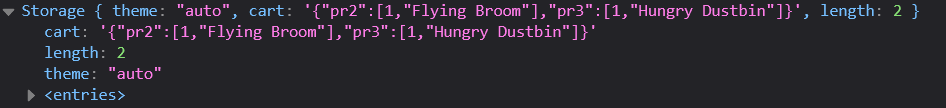 Storage { theme: "auto", cart: '{"pr2":[1,"Flying Broom"],"pr3":[1,"Hungry Dustbin"]}', length: 2 }
cart: '{"pr2":[1,"Flying Broom"],"pr3":[1,"Hungry Dustbin"]}'
length: 2
theme: "auto"
<entries>